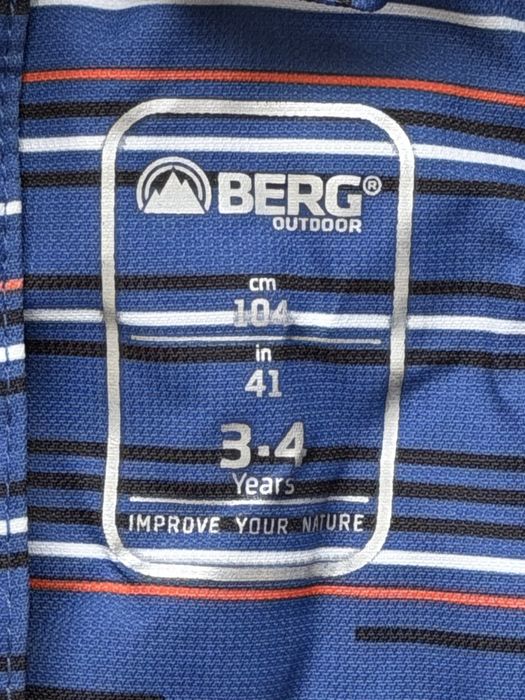 BERG®
OUTDOOR
cm
104
in
41
3-4
Years
IMPROVE YOUR NATURE